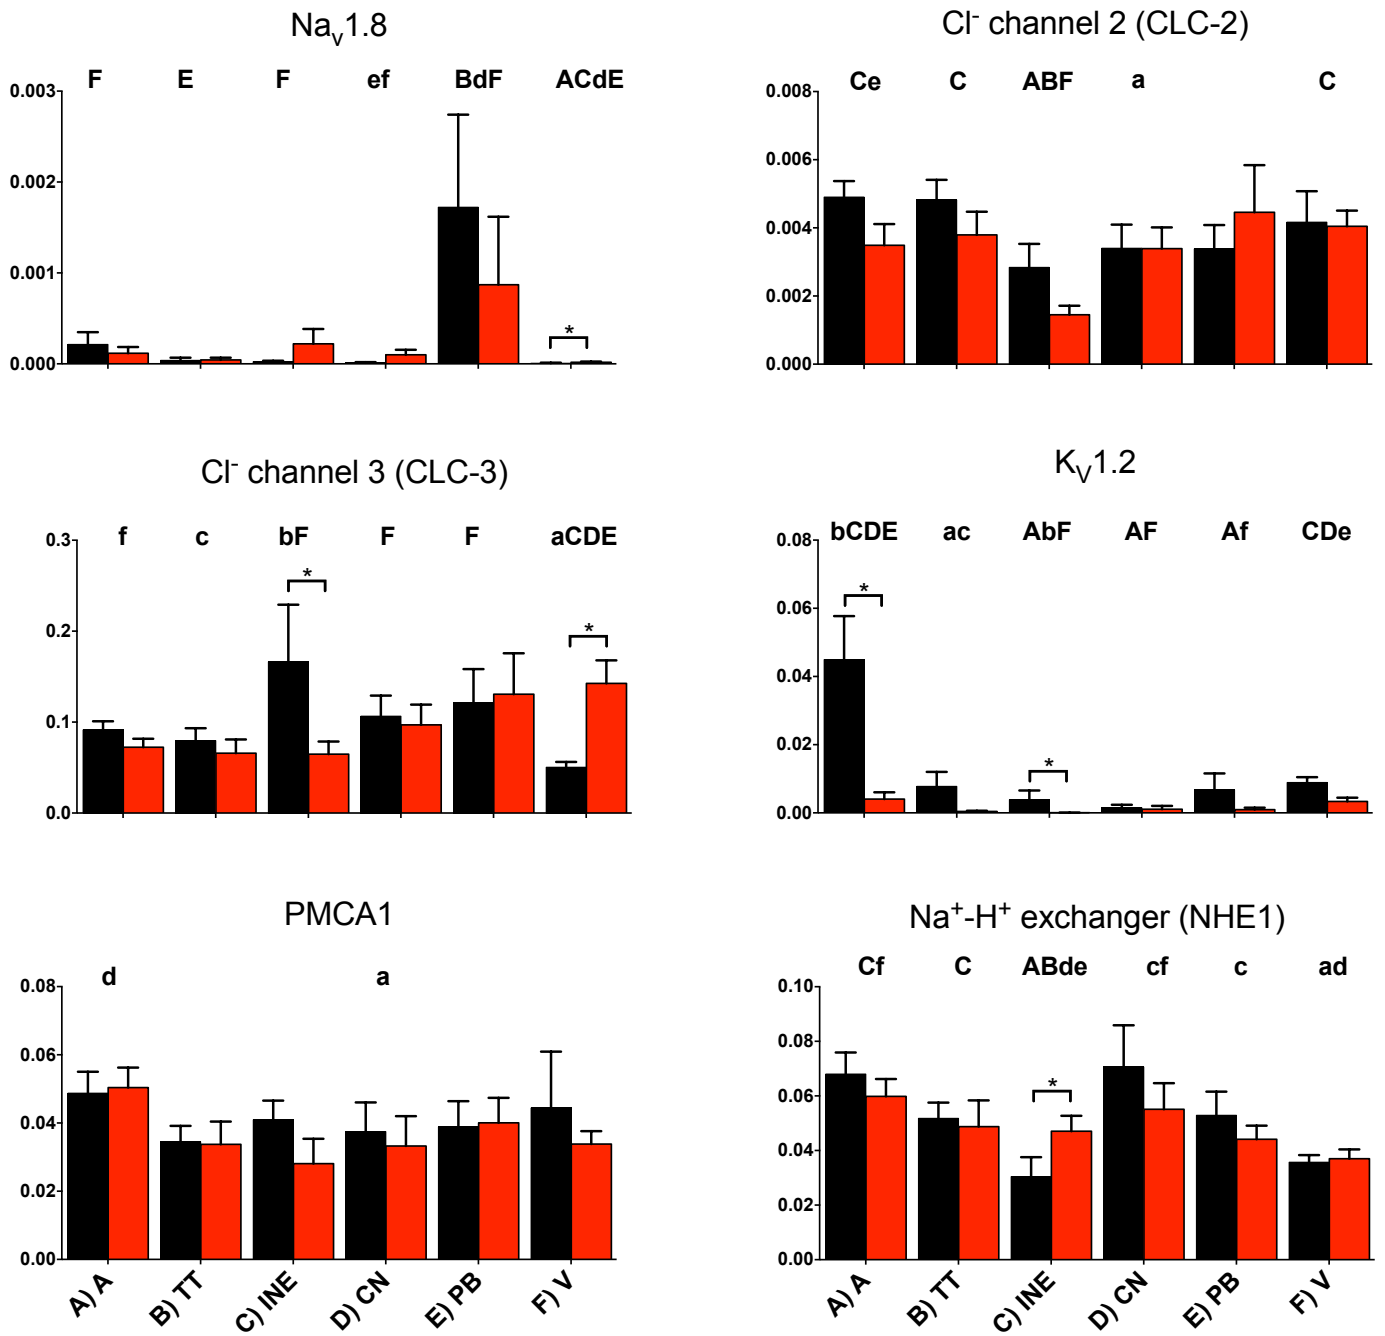 Nav1.8
F E F ef BdF ACdE
0.003
0.002
0.001
0.000
*
Cl- channel 2 (CLC-2)
Ce C ABF a C
0.008
0.006
0.004
0.002
0.000
Cl- channel 3 (CLC-3)
f c bF F F aCDE
0.3
0.2
0.1
0.0
*
*
KV1.2
bCDE ac AbF AF Af CDe
0.08
0.06
0.04
0.02
0.00
*
*
PMCA1
d a
0.08
0.06
0.04
0.02
0.00
A) A B) TT C) INE D) CN E) PB F) V
Na+-H+ exchanger (NHE1)
Cf C ABde cf c ad
0.10
0.08
0.06
0.04
0.02
0.00
*
A) A B) TT C) INE D) CN E) PB F) V